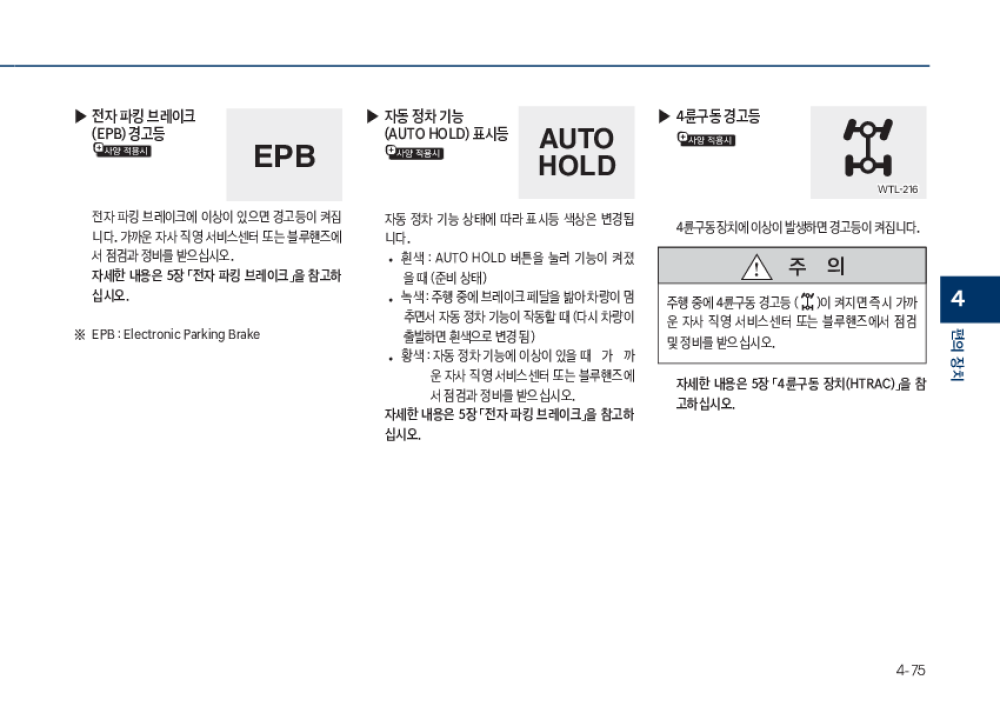 ▶ 전자 파킹 브레이크
(EPB) 경고등
사양 적용시
EPB
전자 파킹 브레이크에 이상이 있으면 경고등이 켜집
니다. 가까운 자사 직영 서비스센터 또는 블루핸즈에
서 점검과 정비를 받으십시오.
자세한 내용은 5장 「전자 파킹 브레이크」을 참고하
십시오.
※ EPB : Electronic Parking Brake
▶ 자동 정차 기능
(AUTO HOLD) 표시등
사양 적용시
AUTO
HOLD
자동 정차 기능 상태에 따라 표시등 색상은 변경됩
니다.
• 흰색 : AUTO HOLD 버튼을 눌러 기능이 켜졌
을 때 (준비 상태)
• 녹색 : 주행 중에 브레이크 페달을 밟아 차량이 멈
추면서 자동 정차 기능이 작동할 때 (다시 차량이
출발하면 흰색으로 변경 됨)
• 황색 : 자동 정차 기능에 이상이 있을 때 가 까
운 자사 직영 서비스센터 또는 블루핸즈에
서 점검과 정비를 받으십시오.
자세한 내용은 5장 「전자 파킹 브레이크」을 참고하
십시오.
▶ 4륜구동 경고등
사양 적용시
WTL-216
4륜구동장치에 이상이 발생하면 경고등이 켜집니다.
주 의
주행 중에 4륜구동 경고등 ( )이 켜지면 즉시 가까
운 자사 직영 서비스센터 또는 블루핸즈에서 점검
및 정비를 받으십시오.
자세한 내용은 5장 「4륜구동 장치(HTRAC)」을 참
고하십시오.
4
편의 장치
4-75